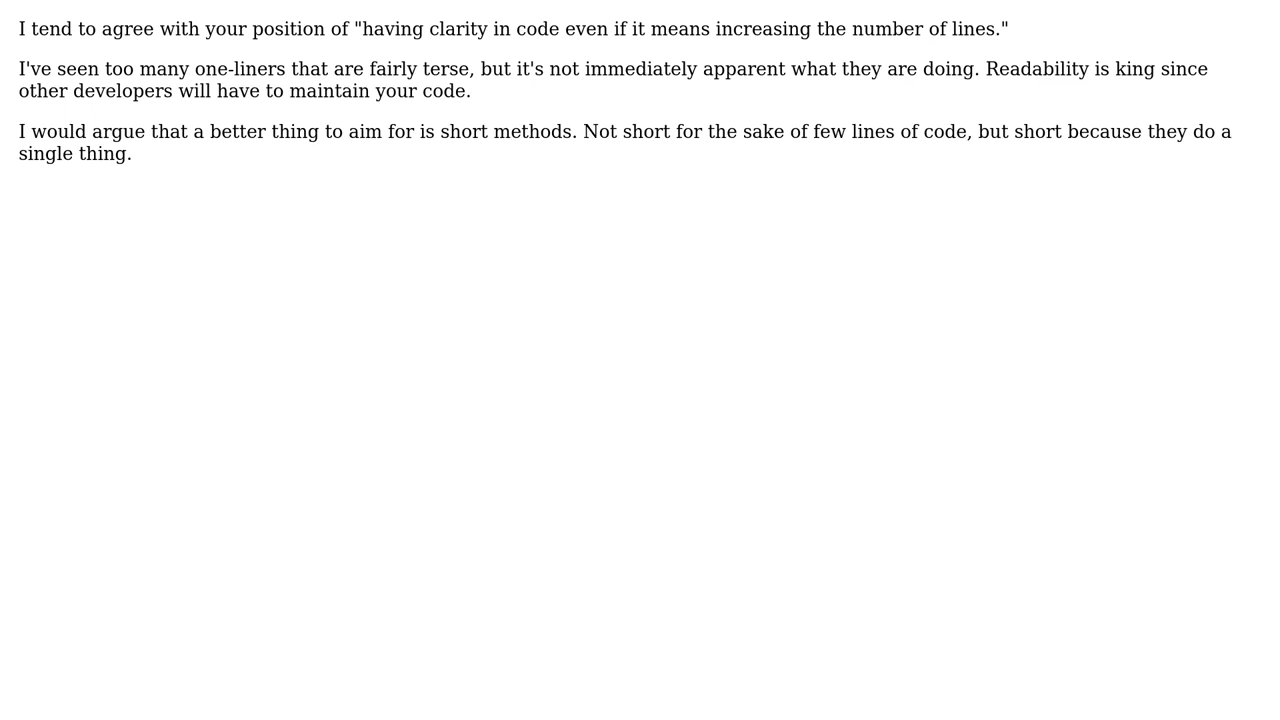 I tend to agree with your position of "having clarity in code even if it means increasing the number of lines."
I've seen too many one-liners that are fairly terse, but it's not immediately apparent what they are doing. Readability is king since
other developers will have to maintain your code.
I would argue that a better thing to aim for is short methods. Not short for the sake of few lines of code, but short because they do a
single thing.